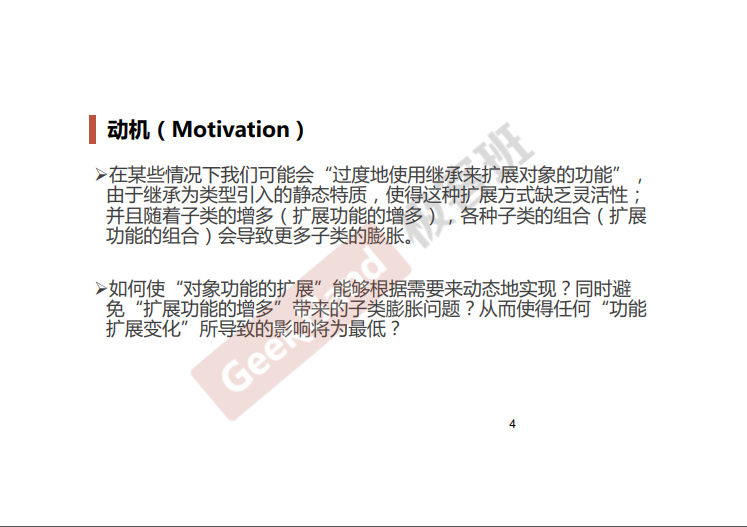 动机（Motivation）
➢在某些情况下我们可能会“过度地使用继承来扩展对象的功能”，
由于继承为类型引入的静态特质，使得这种扩展方式缺乏灵活性；
并且随着子类的增多（扩展功能的增多），各种子类的组合（扩展
功能的组合）会导致更多子类的膨胀。
➢如何使“对象功能的扩展”能够根据需要来动态地实现？同时避
免“扩展功能的增多”带来的子类膨胀问题？从而使得任何“功能
扩展变化”所导致的影响将为最低？
GeekBand 极客班
4